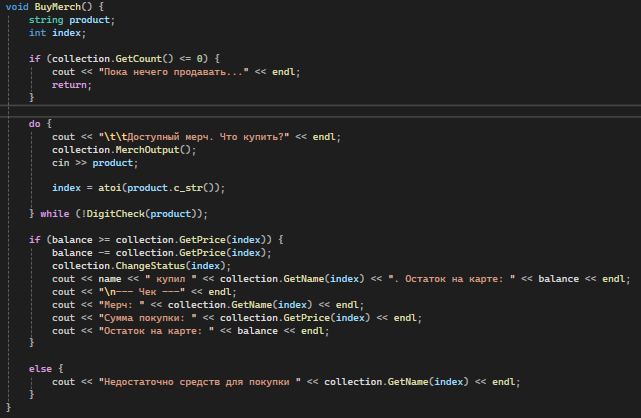 void BuyMerch() {
string product;
int index;
if (collection.GetCount() <= 0) {
cout << "Пока нечего продавать..." << endl;
return;
}
do {
cout << "\t\tДоступный мерч. Что купить?" << endl;
collection.MerchOutput();
cin >> product;
index = atoi(product.c_str());
} while (!DigitCheck(product));
if (balance >= collection.GetPrice(index)) {
balance -= collection.GetPrice(index);
collection.ChangeStatus(index);
cout << name << " купил " << collection.GetName(index) << ". Остаток на карте: " << balance << endl;
cout << "\n--- Чек ---" << endl;
cout << "Мерч: " << collection.GetName(index) << endl;
cout << "Сумма покупки: " << collection.GetPrice(index) << endl;
cout << "Остаток на карте: " << balance << endl;
}
else {
cout << "Недостаточно средств для покупки " << collection.GetName(index) << endl;
}
}